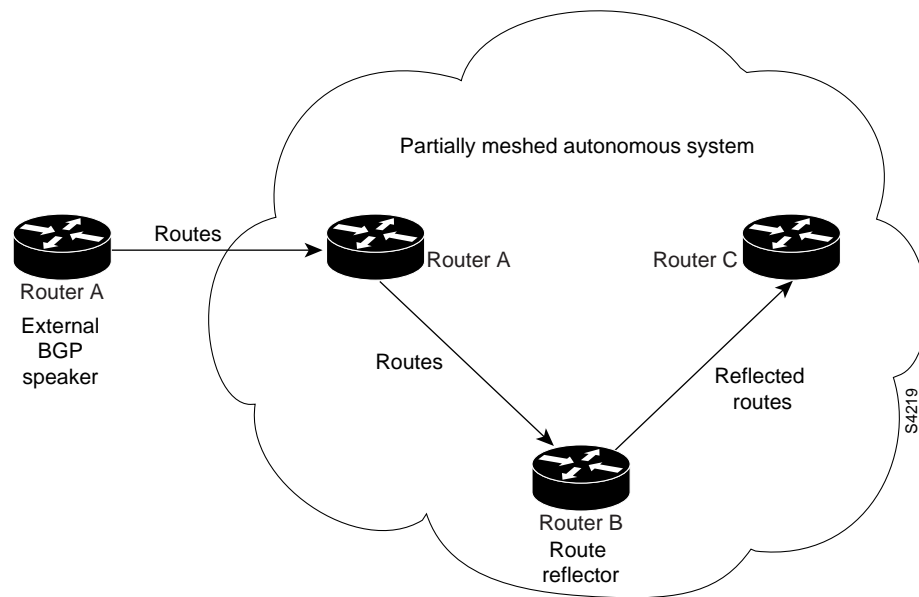 Partially meshed autonomous system
Routes
Router A
Router A
Router C
External
BGP
speaker
Routes
Reflected
routes
S4219
Router B
Route
reflector